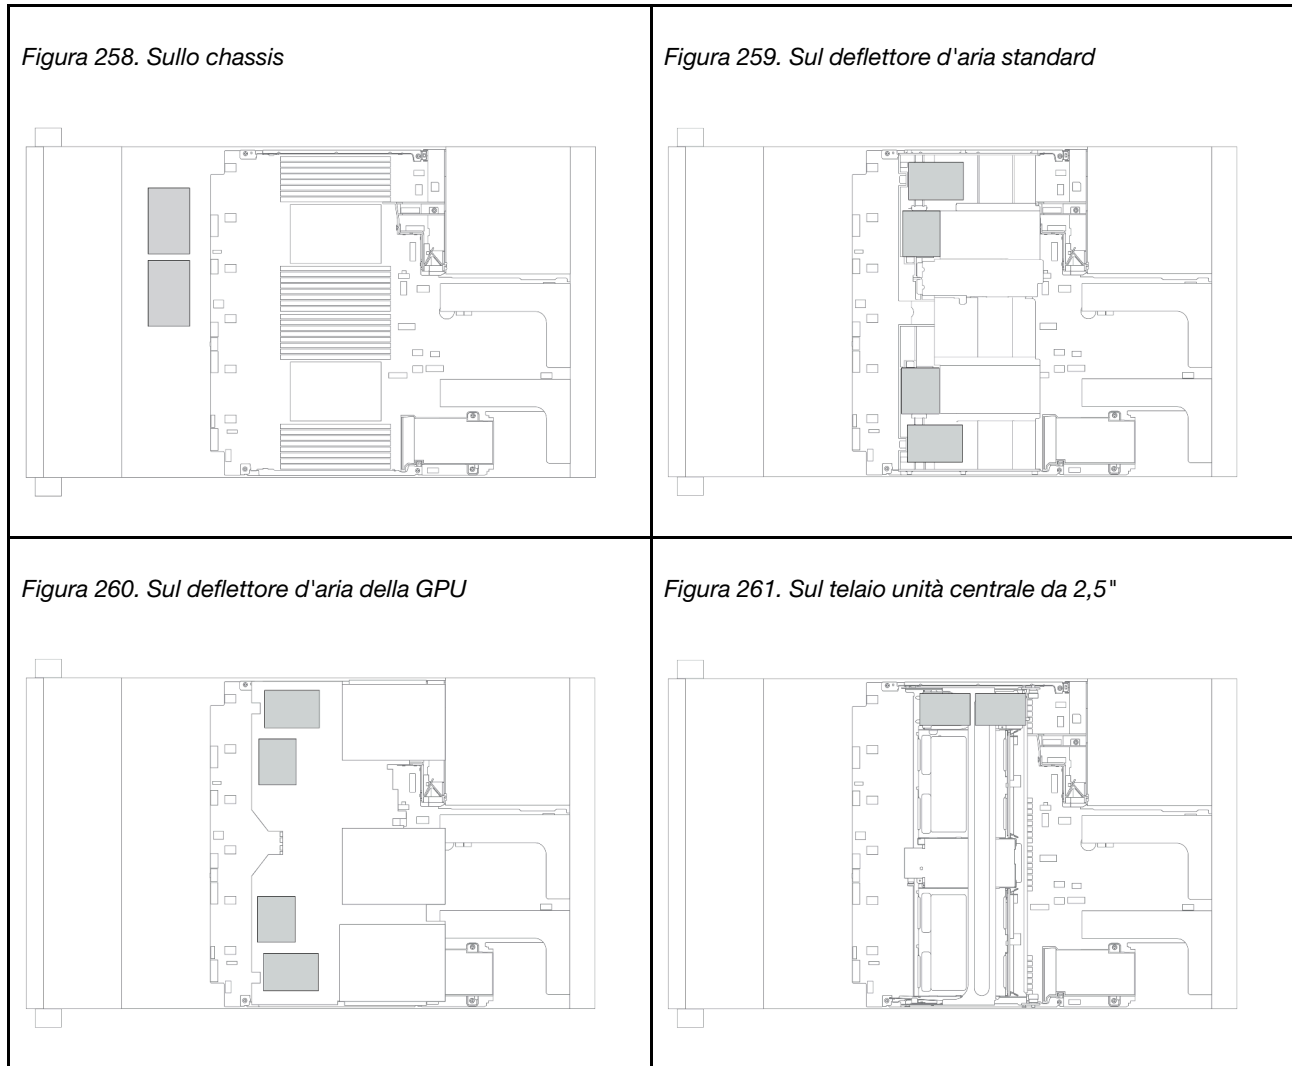 Figura 258. Sullo chassis
Figura 259. Sul deflettore d'aria standard
Figura 260. Sul deflettore d'aria della GPU
Figura 261. Sul telaio unità centrale da 2,5"